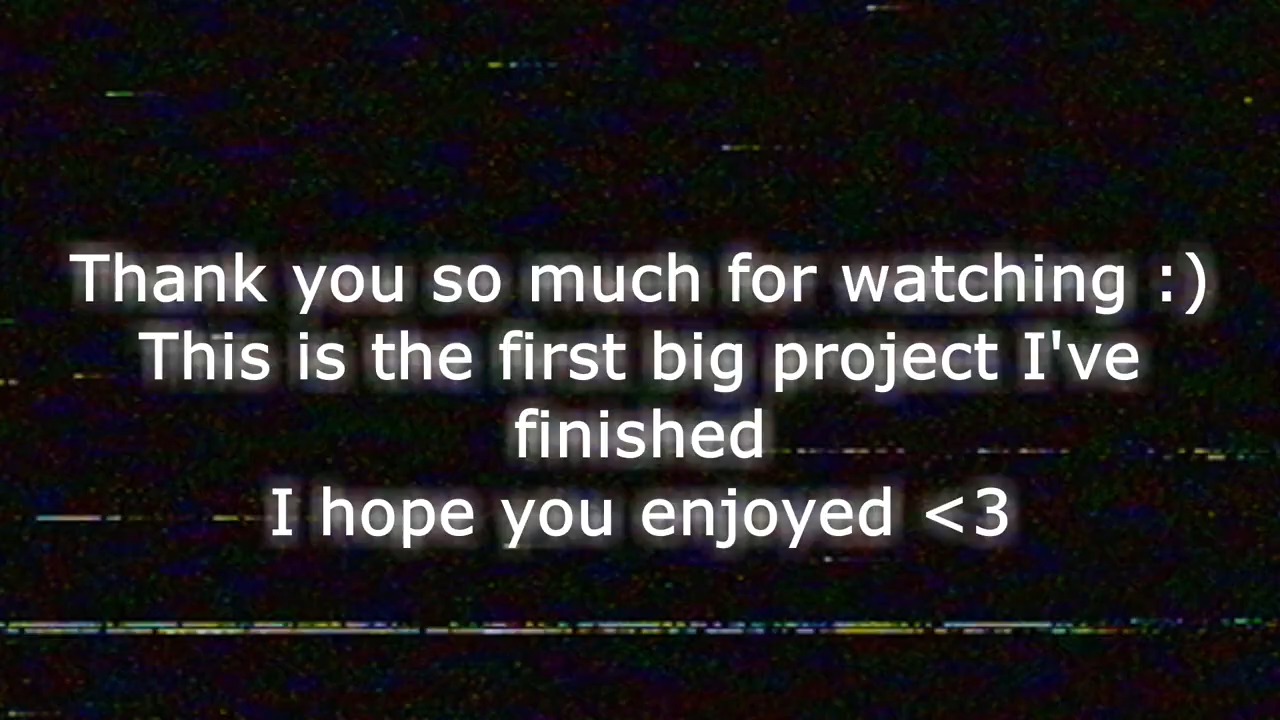 Thank you so much for watching :)
This is the first big project I've
finished
I hope you enjoyed <3